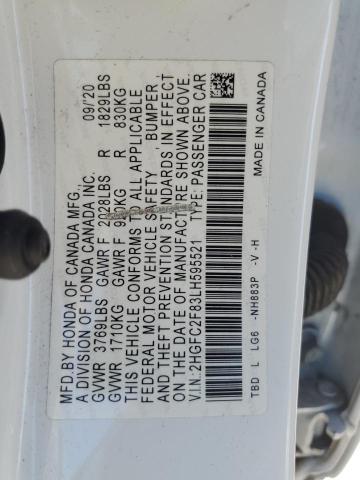 MFD.BY HONDA OF CANADA MFG., 09/20
A DIVISION OF HONDA CANADA INC.
GVWR 3769LBS GAWR F 2028LBS R 1829LBS
GVWR 1710KG GAWR F 920KG R 830KG
THIS VEHICLE CONFORMS TO ALL APPLICABLE
FEDERAL MOTOR VEHICLE SAFETY, BUMPER,
AND THEFT PREVENTION STANDARDS IN EFFECT
ON THE DATE OF MANUFACTURE SHOWN ABOVE.
V.I.N.:2HGFC2F83LH595521 TYPE: PASSENGER CAR
TBD L LG6 -NH883P -V -H MADE IN CANADA